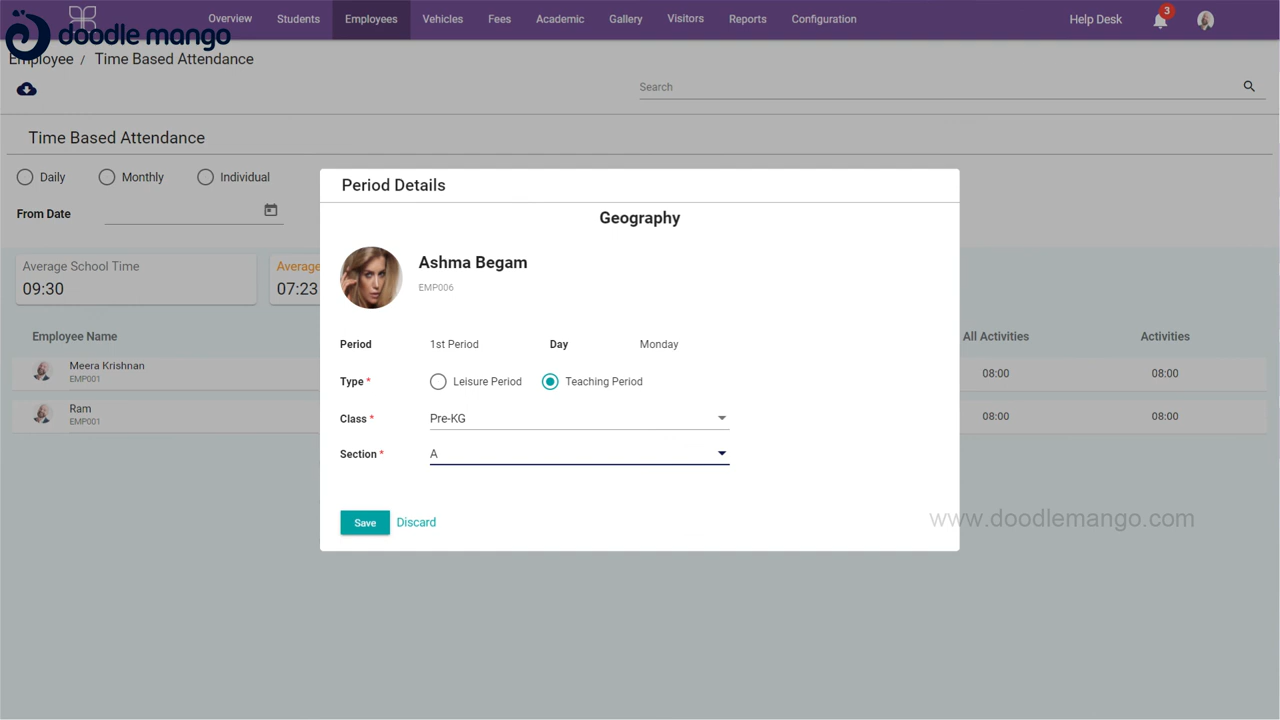 Overview Students Employees Vehicles Fees Academic Gallery Visitors Reports Configuration Help Desk 3
doodle mango
Employee / Time Based Attendance
Search
Time Based Attendance
Daily Monthly Individual
From Date
Average School Time
09:30
Average
07:23
Employee Name All Activities Activities
Meera Krishnan
EMP001
08:00 08:00
Ram
EMP001
08:00 08:00
Period Details
Geography
Ashma Begam
EMP006
Period 1st Period Day Monday
Type * Leisure Period Teaching Period
Class * Pre-KG
Section * A
Save Discard
www.doodlemango.com